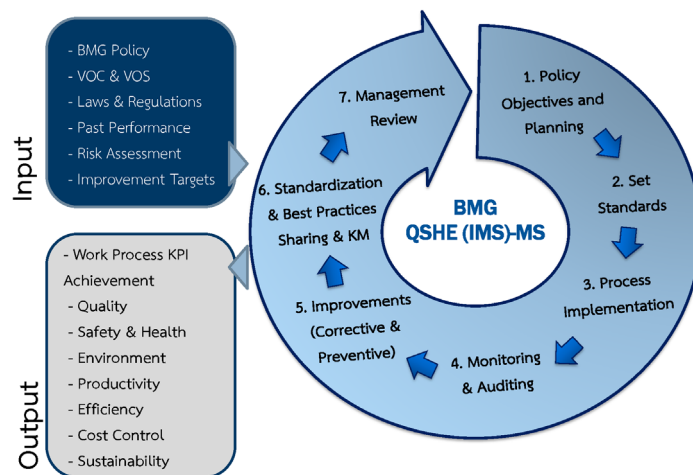 Input
- BMG Policy
- VOC & VOS
- Laws & Regulations
- Past Performance
- Risk Assessment
- Improvement Targets
Output
- Work Process KPI
Achievement
- Quality
- Safety & Health
- Environment
- Productivity
- Efficiency
- Cost Control
- Sustainability
BMG
QSHE (IMS)-MS
1. Policy
Objectives and
Planning
2. Set
Standards
3. Process
Implementation
4. Monitoring
& Auditing
5. Improvements
(Corrective &
Preventive)
6. Standardization
& Best Practices
Sharing & KM
7. Management
Review